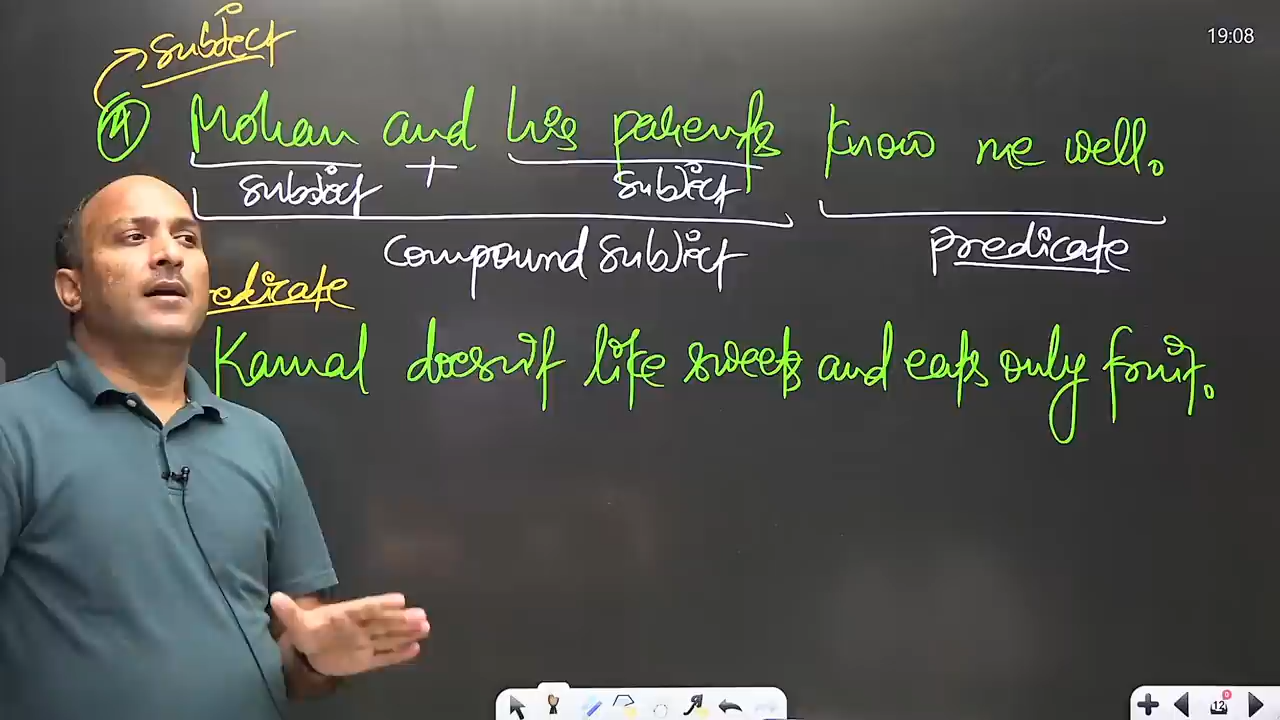 19:08
subject
(A) Mohan and his parents know me well.
subject + subject
compound subject predicate
edicate
Kamal doesn't like sweets and eats only fruit.
12